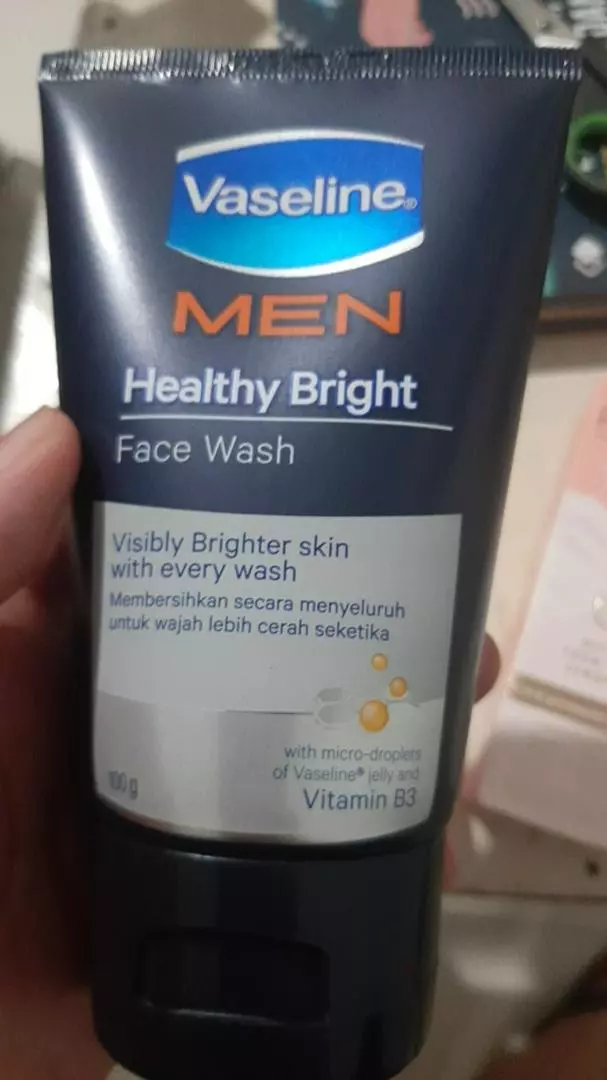 Vaseline®
MEN
Healthy Bright
Face Wash
Visibly Brighter skin
with every wash
Membersihkan secara menyeluruh
untuk wajah lebih cerah seketika
with micro-droplets
of Vaseline® jelly and
Vitamin B3
100 g